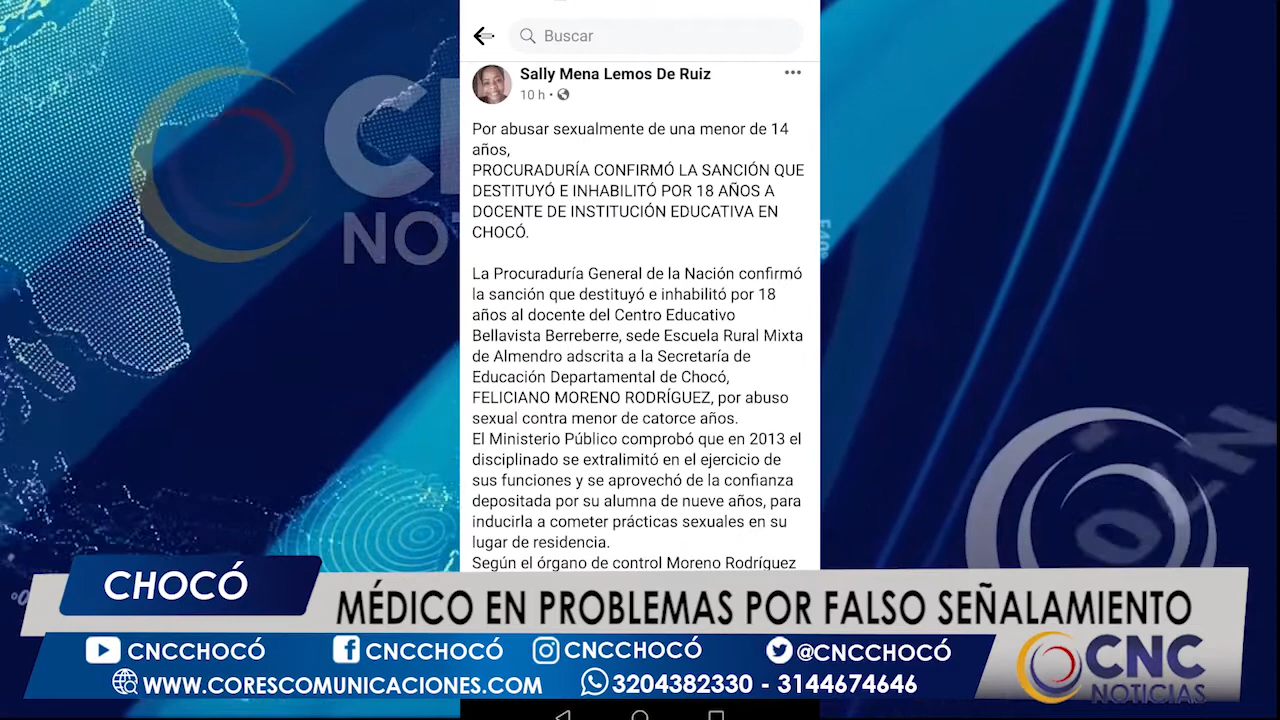 Buscar
Sally Mena Lemos De Ruiz
10 h
Por abusar sexualmente de una menor de 14
años,
PROCURADURÍA CONFIRMÓ LA SANCIÓN QUE
DESTITUYÓ E INHABILITÓ POR 18 AÑOS A
DOCENTE DE INSTITUCIÓN EDUCATIVA EN
CHOCÓ.
La Procuraduría General de la Nación confirmó
la sanción que destituyó e inhabilitó por 18
años al docente del Centro Educativo
Bellavista Berreberre, sede Escuela Rural Mixta
de Almendro adscrita a la Secretaría de
Educación Departamental de Chocó,
FELICIANO MORENO RODRÍGUEZ, por abuso
sexual contra menor de catorce años.
El Ministerio Público comprobó que en 2013 el
disciplinado se extralimitó en el ejercicio de
sus funciones y se aprovechó de la confianza
depositada por su alumna de nueve años, para
inducirla a cometer prácticas sexuales en su
lugar de residencia.
Según el órgano de control Moreno Rodríguez
CHOCÓ
MÉDICO EN PROBLEMAS POR FALSO SEÑALAMIENTO
CNCCHOCÓ CNCCHOCÓ CNCCHOCÓ @CNCCHOCÓ
WWW.CORESCOMUNICACIONES.COM 3204382330 - 3144674646
CNC
NOTICIAS